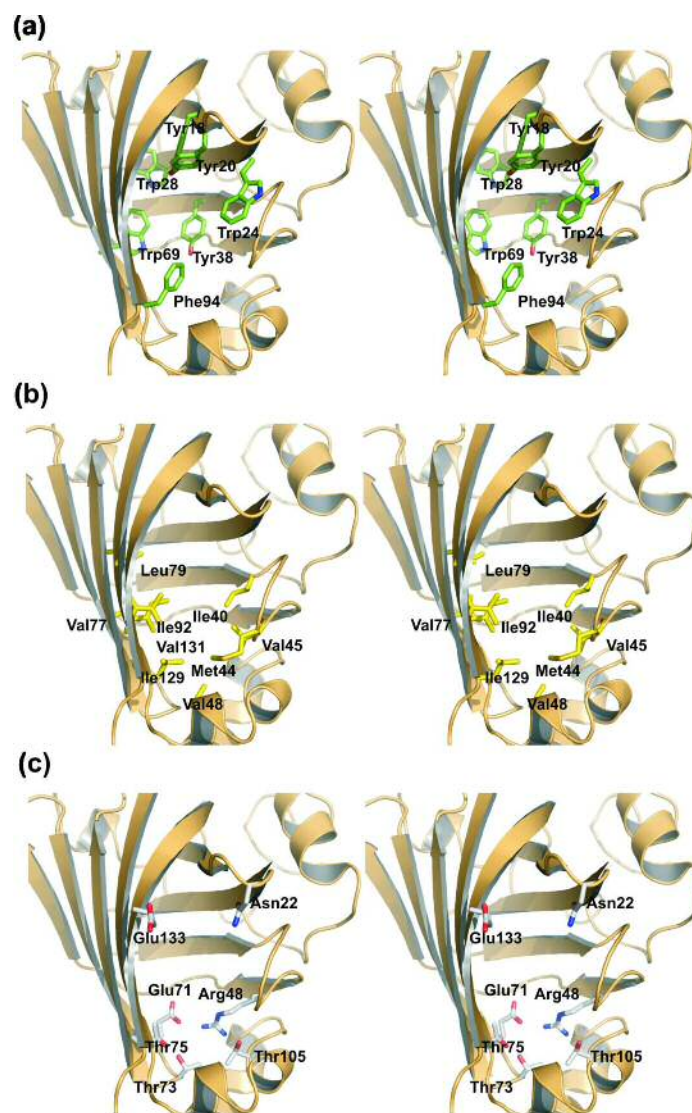 (a)
Tyr18 Tyr18
Tyr20 Tyr20
Trp28 Trp28
Trp24 Trp24
Trp69 Tyr38 Trp69 Tyr38
Phe94 Phe94
(b)
Leu79 Leu79
Val77 Ile92 Ile40 Val77 Ile92 Ile40
Val131 Val45 Val45
Ile129 Met44 Ile129 Met44
Val48 Val48
(c)
Asn22 Asn22
Glu133 Glu133
Glu71 Arg48 Glu71 Arg48
Thr75 Thr105 Thr75 Thr105
Thr73 Thr73